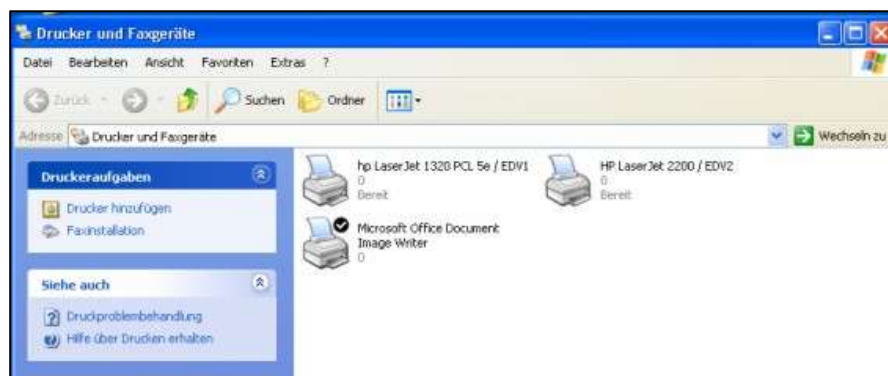 Drucker und Faxgeräte
Datei Bearbeiten Ansicht Favoriten Extras ?
Zurück Suchen Ordner
Adresse Drucker und Faxgeräte Wechseln zu
Druckeraufgaben
Drucker hinzufügen
Faxinstallation
Siehe auch
Druckproblembehandlung
Hilfe über Drucken erhalten
hp LaserJet 1320 PCL 5e / EDV1
0
Bereit
HP LaserJet 2200 / EDV2
0
Bereit
Microsoft Office Document
Image Writer
0